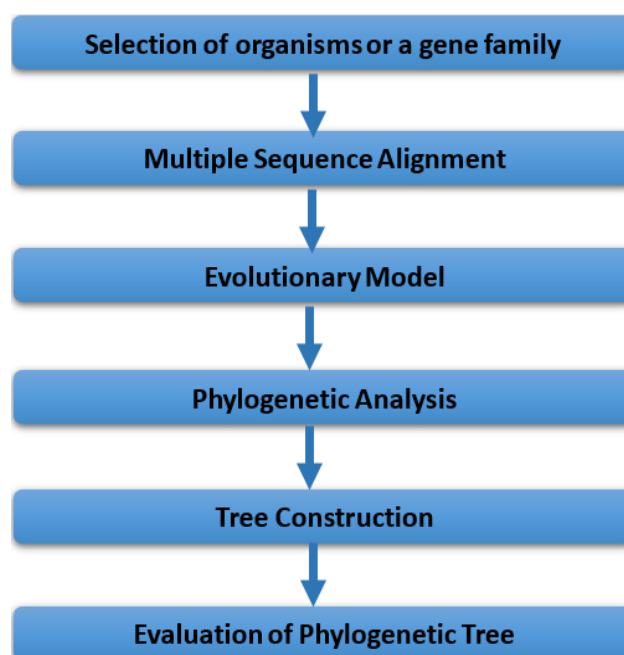 Selection of organisms or a gene family
Multiple Sequence Alignment
Evolutionary Model
Phylogenetic Analysis
Tree Construction
Evaluation of Phylogenetic Tree